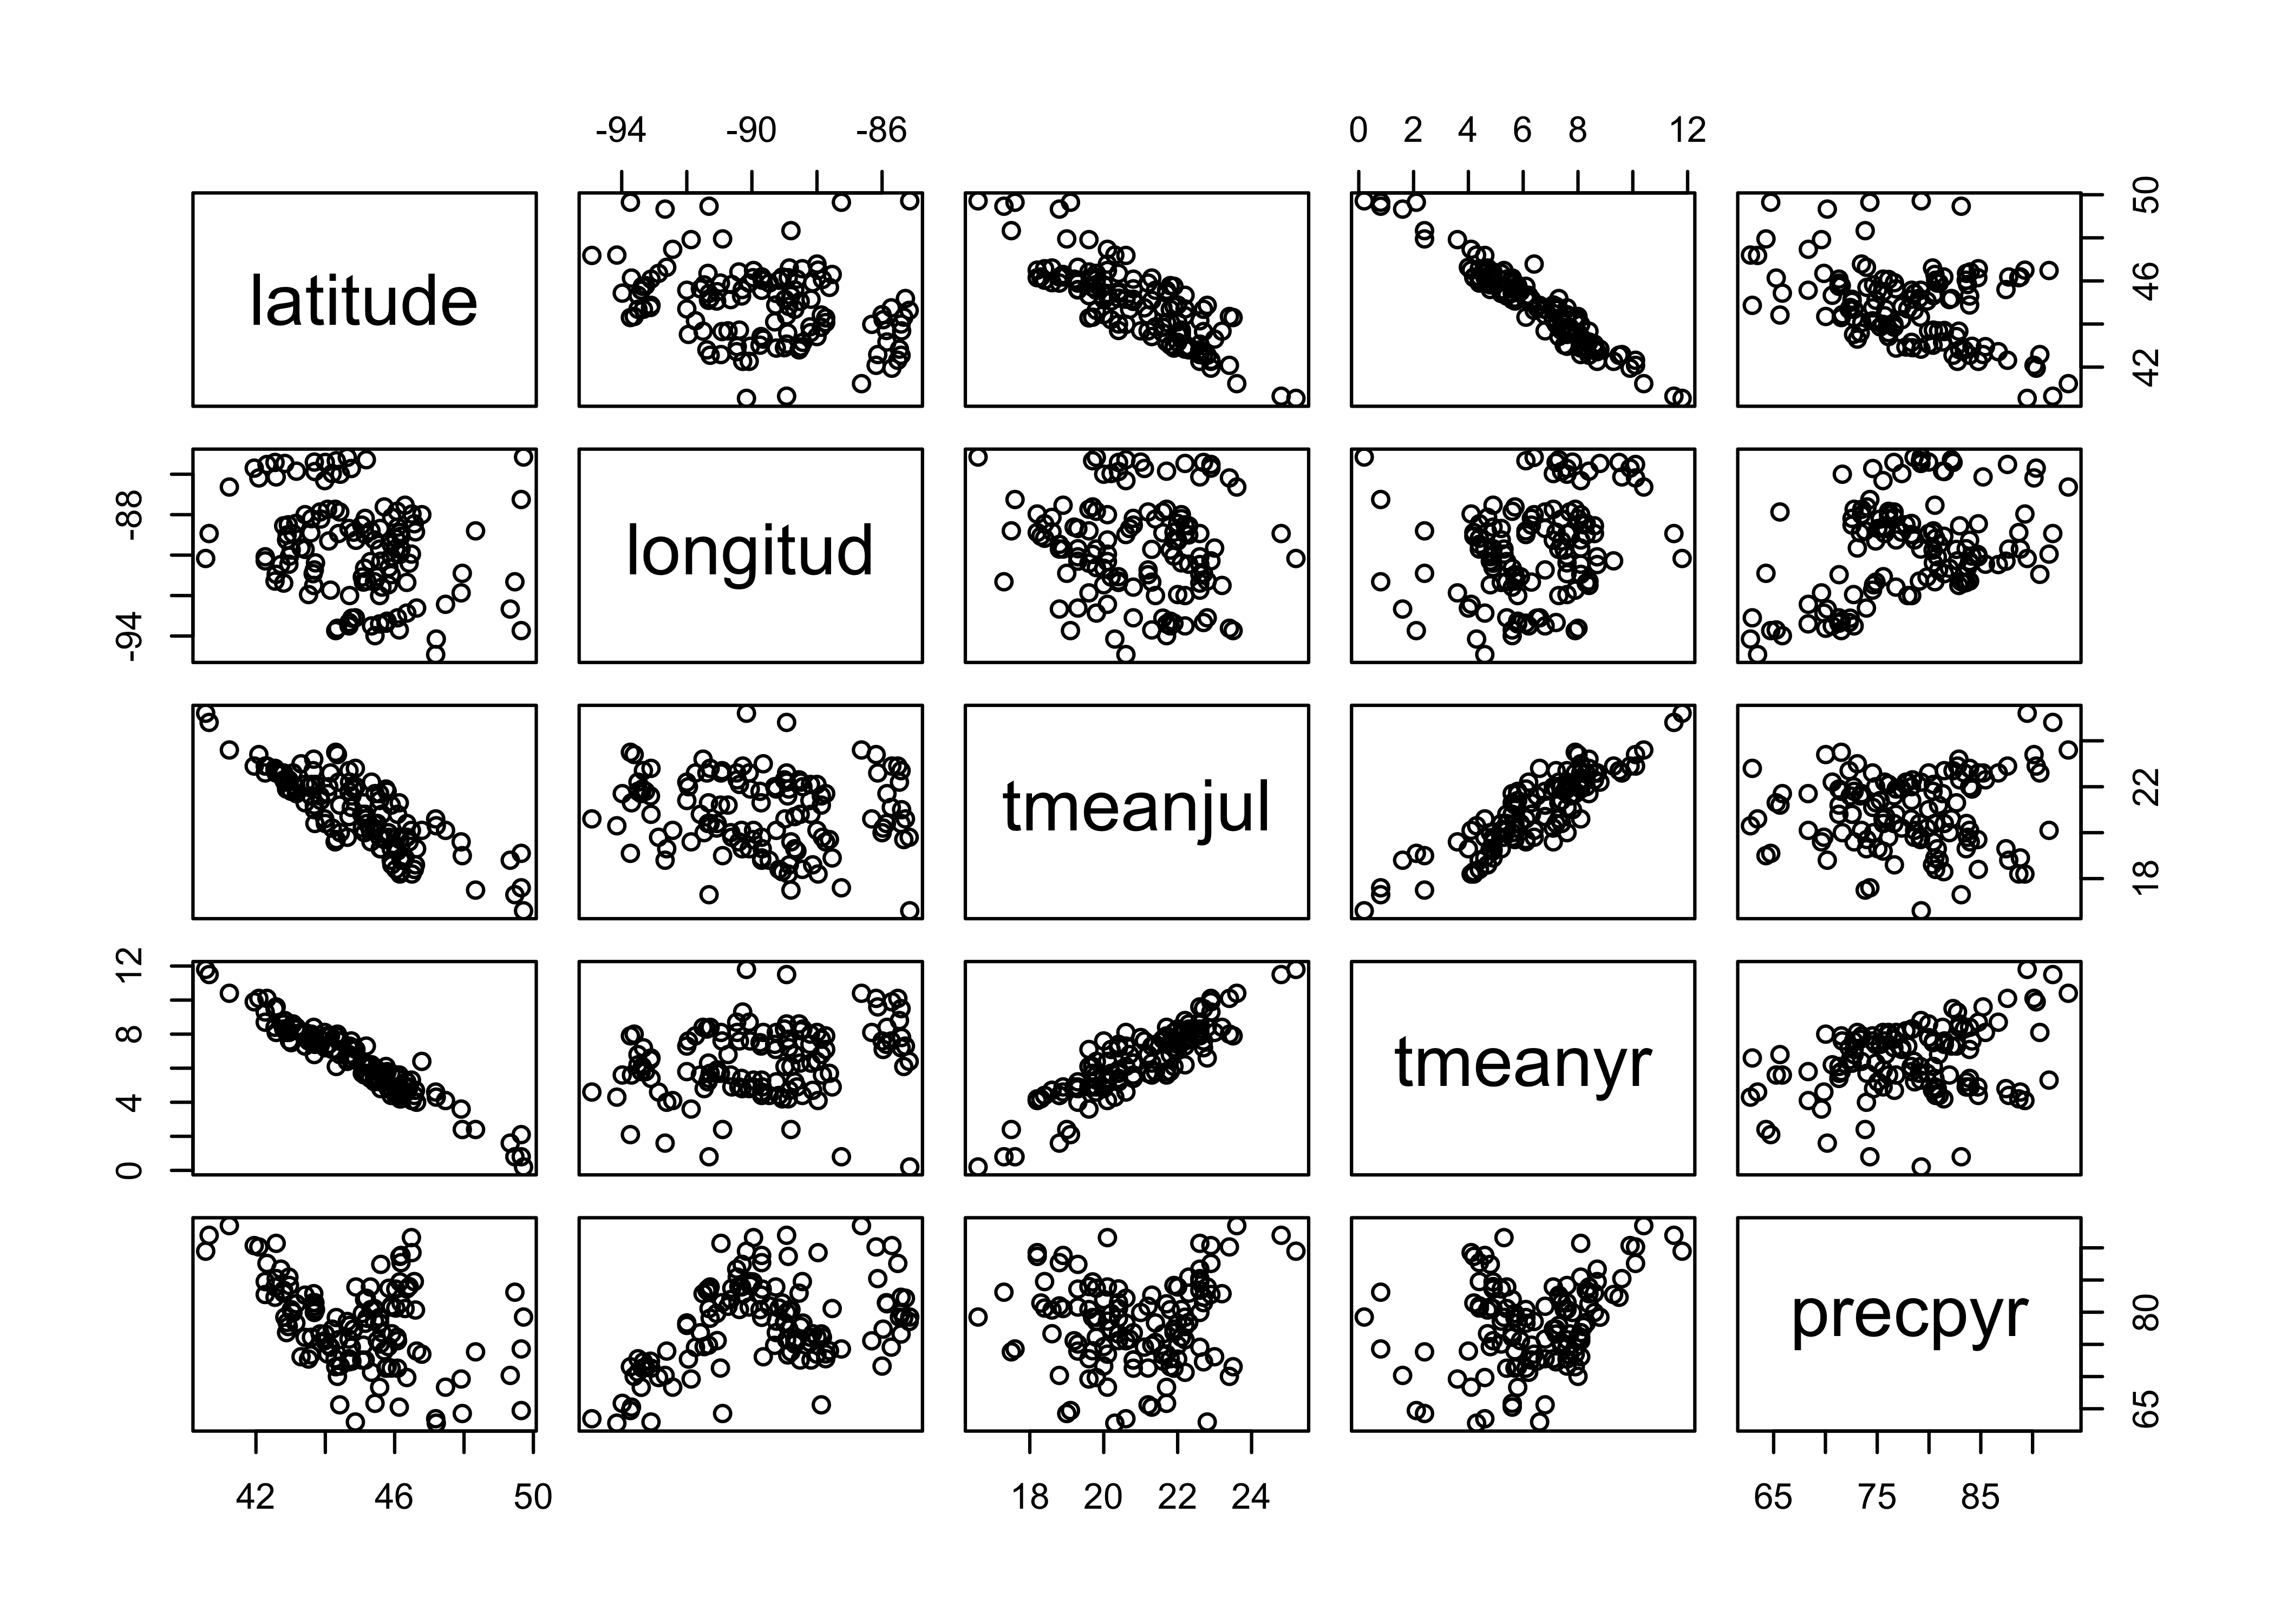 -94 -90 -86 0 2 4 6 8 12
latitude 42 46 50
-94 -88 longitud
tmeanjul 18 22
0 4 8 12 tmeanyr
precpyr 65 80
42 46 50 18 20 22 24 65 75 85